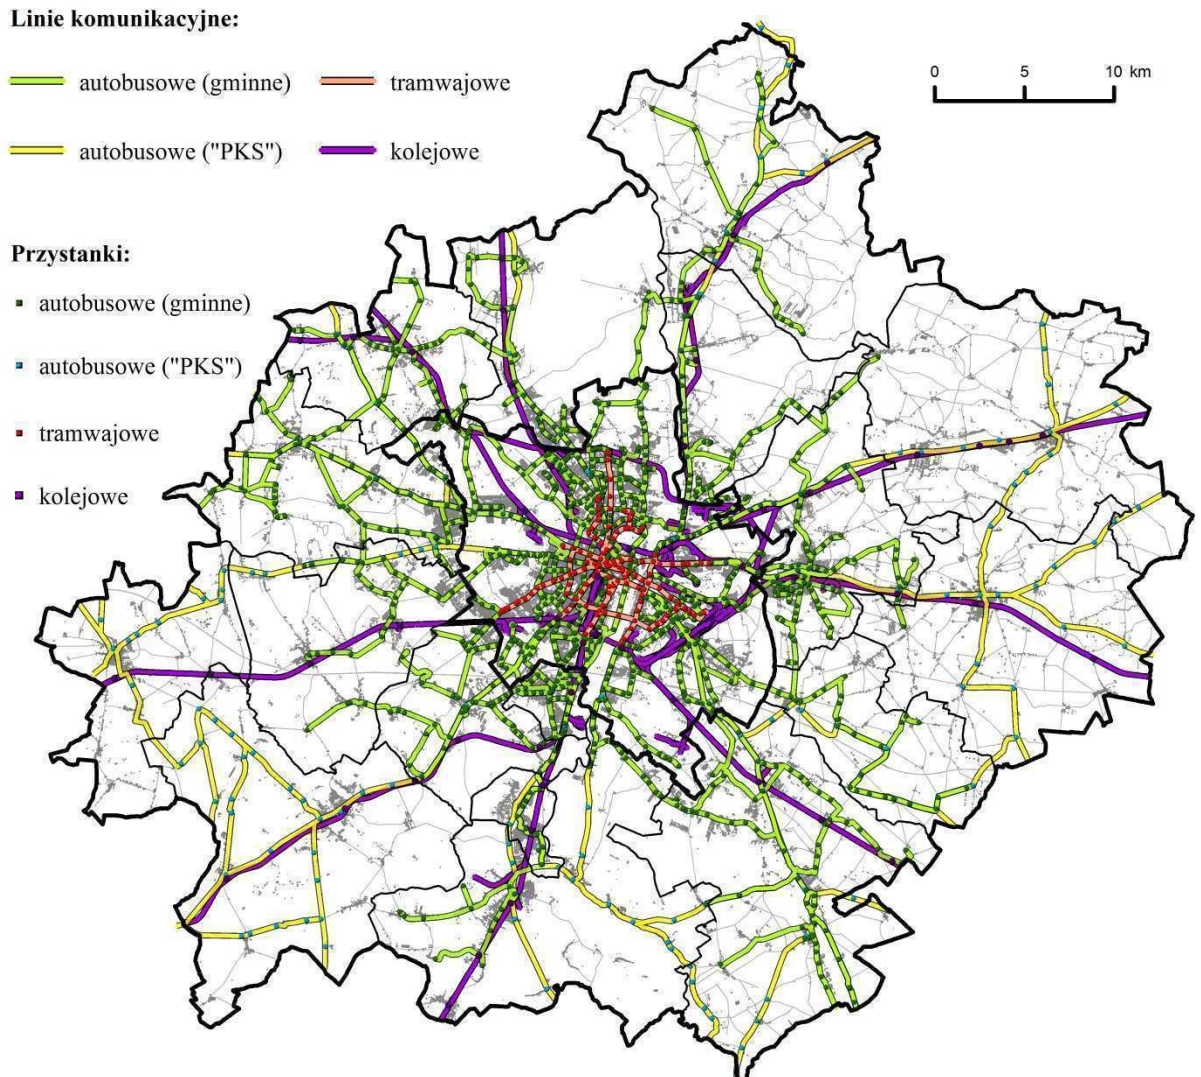 Linie komunikacyjne:
autobusowe (gminne) tramwajowe
autobusowe ("PKS") kolejowe
0 5 10 km
Przystanki:
autobusowe (gminne)
autobusowe ("PKS")
tramwajowe
kolejowe